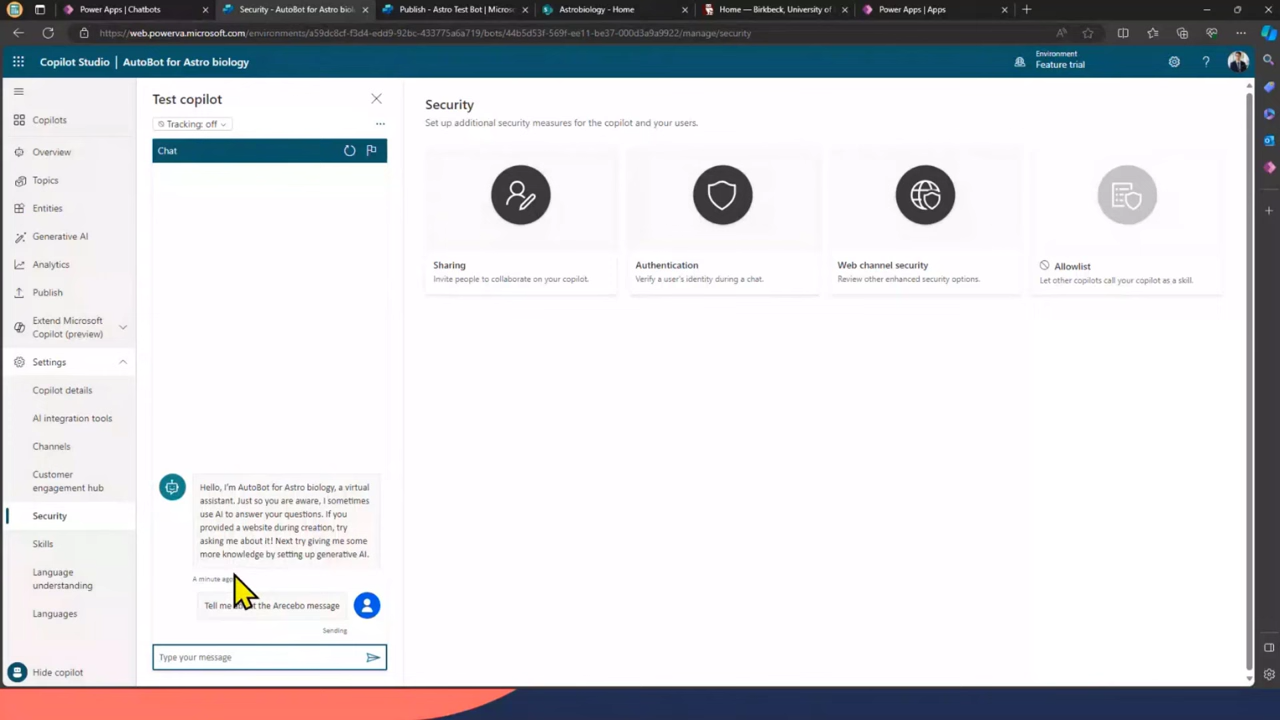 Power Apps | Chatbots
Security - AutoBot for Astro biol
Publish - Astro Test Bot | Micros
Astrobiology - Home
Home — Birkbeck, University of
Power Apps | Apps
https://web.powerva.microsoft.com/environments/a59dc8cf-f3d4-edd9-92bc-433775a6a7a0/bots/44b5d53f-569f-ee11-be37-000d3a9a9922/manage/security
Copilot Studio | AutoBot for Astro biology
Environment
Feature trial
Copilots
Overview
Topics
Entities
Generative AI
Analytics
Publish
Extend Microsoft
Copilot (preview)
Settings
Copilot details
AI integration tools
Channels
Customer
engagement hub
Security
Skills
Language
understanding
Languages
Hide copilot
Test copilot
Tracking: off
Chat
Hello, I'm AutoBot for Astro biology, a virtual
assistant. Just so you are aware, I sometimes
use AI to answer your questions. If you
provided a website during creation, try
asking me about it! Next try giving me some
more knowledge by setting up generative AI.
A minute ago
Tell me the Arecebo message
Sending
Type your message
Security
Set up additional security measures for the copilot and your users.
Sharing
Invite people to collaborate on your copilot.
Authentication
Verify a user's identity during a chat.
Web channel security
Review other enhanced security options.
Allowlist
Let other copilots call your copilot as a skill.